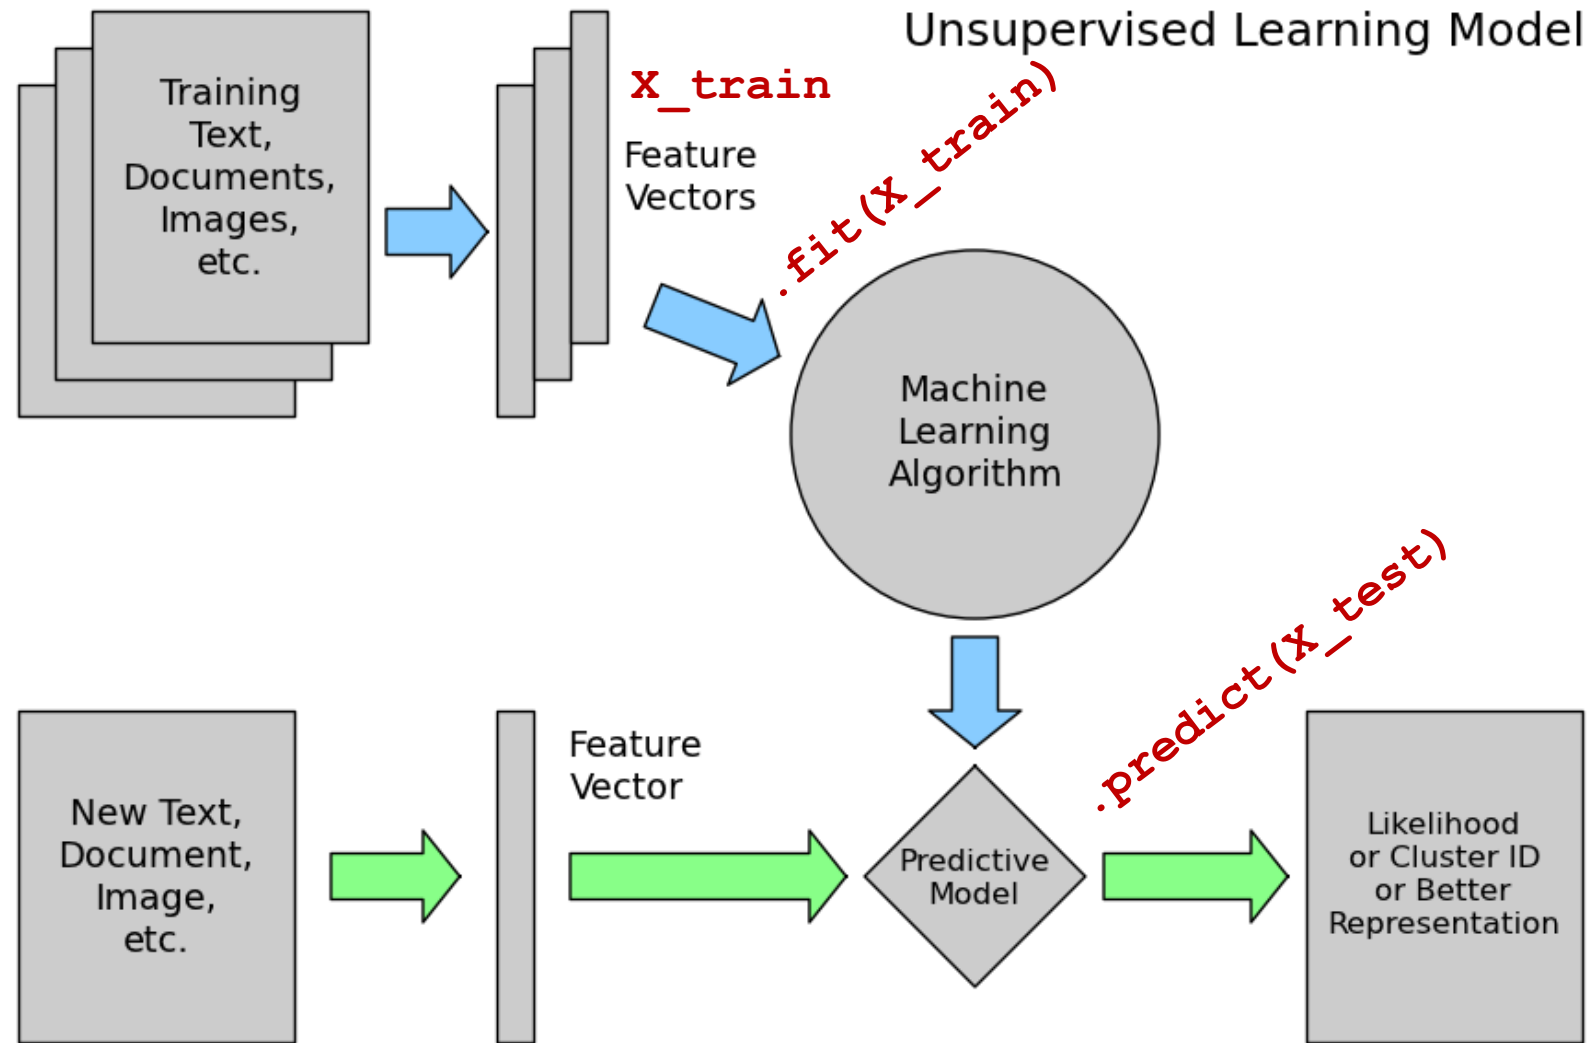 Unsupervised Learning Model
Training
Text,
Documents,
Images,
etc.
X_train
Feature
Vectors
.fit(X_train)
Machine
Learning
Algorithm
.predict(X_test)
New Text,
Document,
Image,
etc.
Feature
Vector
Predictive
Model
Likelihood
or Cluster ID
or Better
Representation